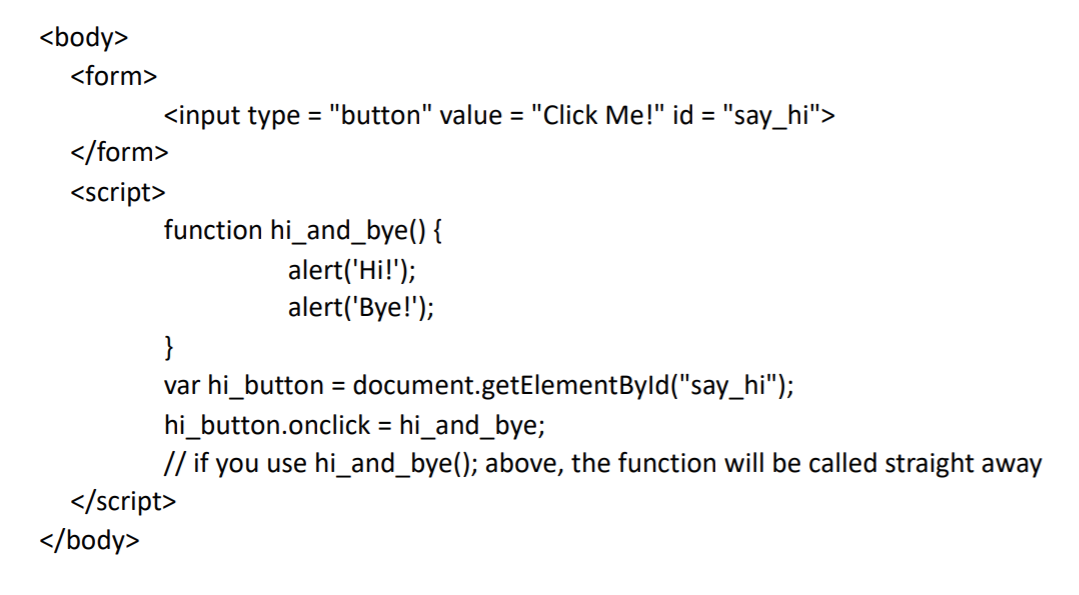 <body>
<form>
<input type = "button" value = "Click Me!" id = "say_hi">
</form>
<script>
function hi_and_bye() {
alert('Hi!');
alert('Bye!');
}
var hi_button = document.getElementById("say_hi");
hi_button.onclick = hi_and_bye;
// if you use hi_and_bye(); above, the function will be called straight away
</script>
</body>